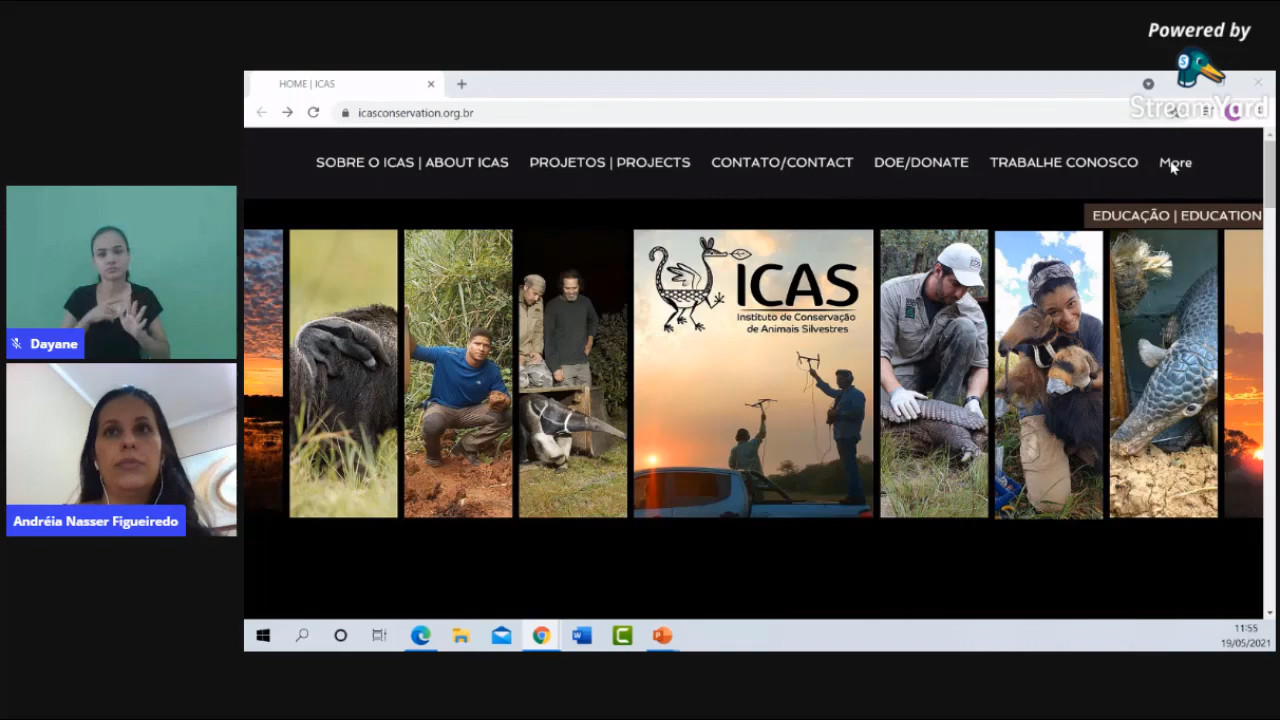 Powered by
StreamYard
HOME | ICAS
icasconservation.org.br
SOBRE O ICAS | ABOUT ICAS
PROJETOS | PROJECTS
CONTATO/CONTACT
DOE/DONATE
TRABALHE CONOSCO
More
EDUCAÇÃO | EDUCATION
ICAS
Instituto de Conservação
de Animais Silvestres
Dayane
Andréia Nasser Figueiredo
11:55
19/05/2021